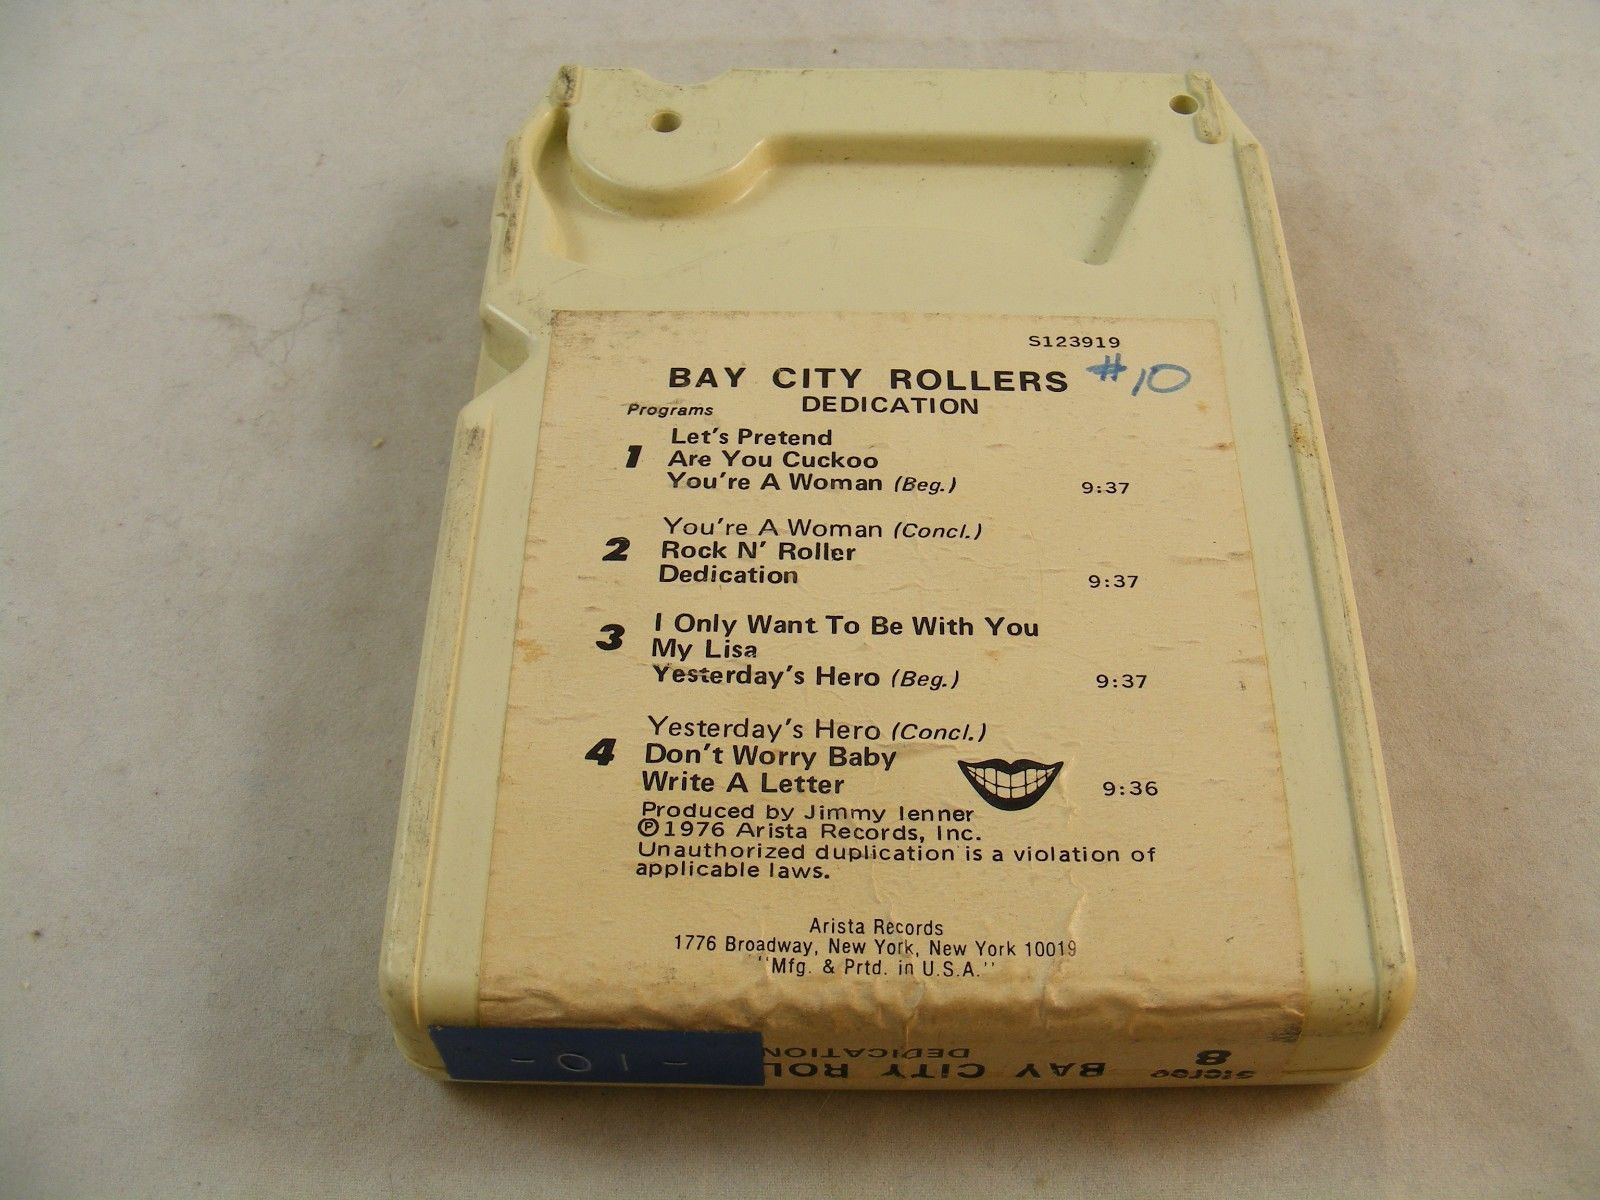 S123919
BAY CITY ROLLERS #10
Programs DEDICATION
Let's Pretend
1 Are You Cuckoo
You're A Woman (Beg.) 9:37
You're A Woman (Concl.)
2 Rock N' Roller
Dedication 9:37
I Only Want To Be With You
3 My Lisa
Yesterday's Hero (Beg.) 9:37
Yesterday's Hero (Concl.)
4 Don't Worry Baby
Write A Letter 9:36
Produced by Jimmy Ienner
Ⓟ1976 Arista Records, Inc.
Unauthorized duplication is a violation of
applicable laws.
Arista Records
1776 Broadway, New York, New York 10019
"Mfg. & Prtd. in U.S.A."
Stereo 8
BAY CITY ROL
DEDICATION
-10-